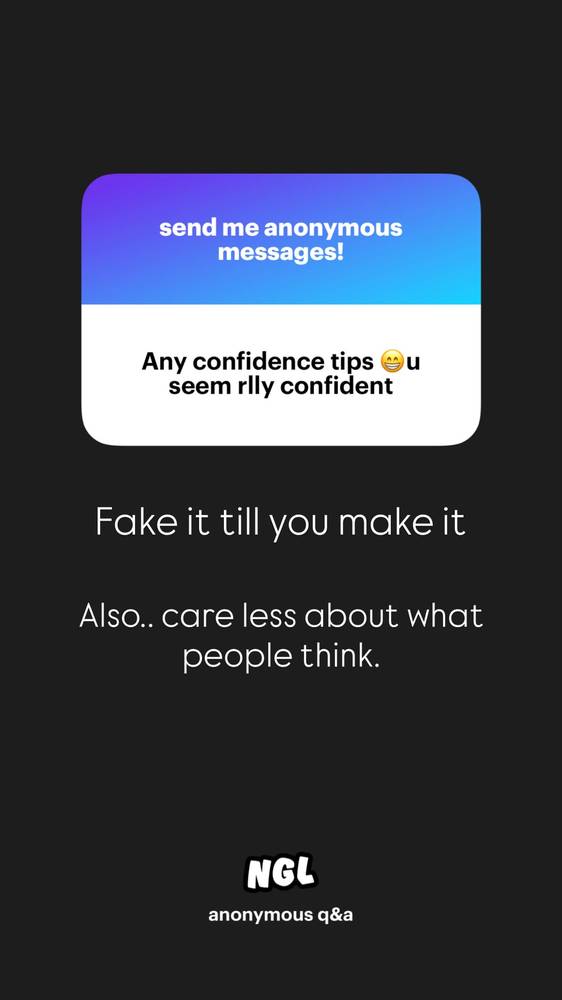 send me anonymous
messages!
Any confidence tips 😁u
seem rlly confident
Fake it till you make it
Also.. care less about what
people think.
NGL
anonymous q&a